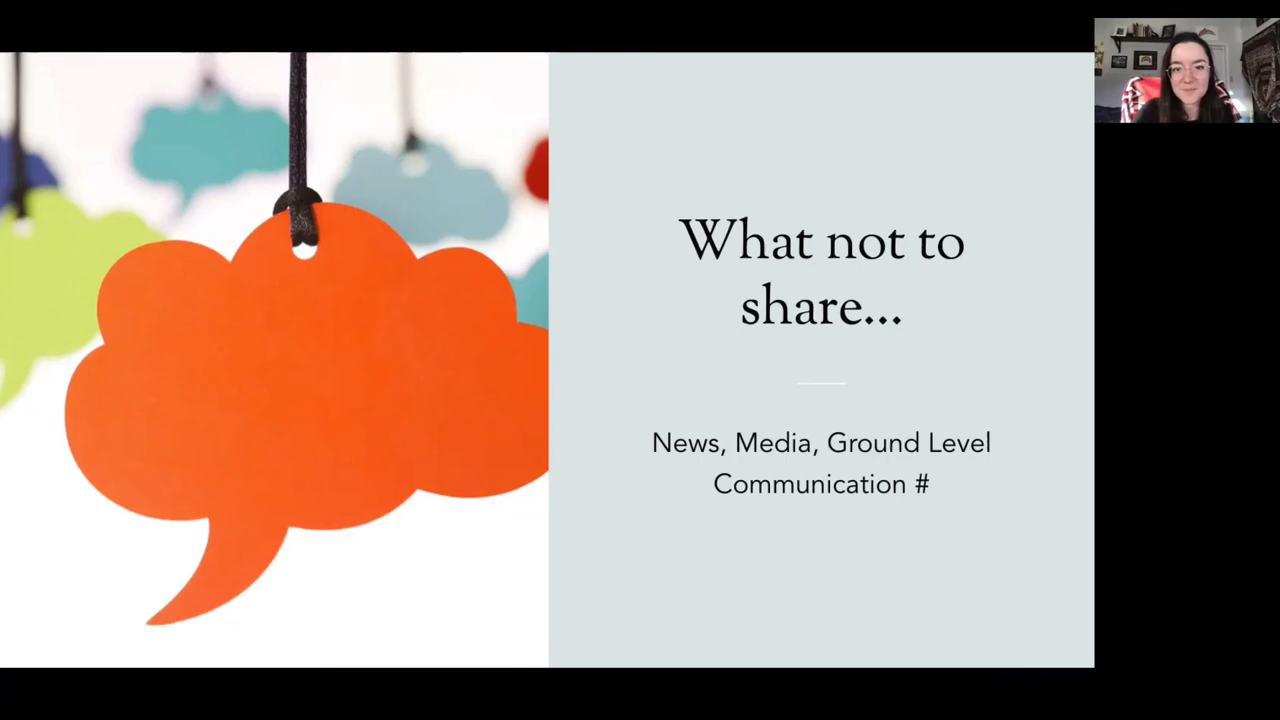 What not to
share...
News, Media, Ground Level
Communication #